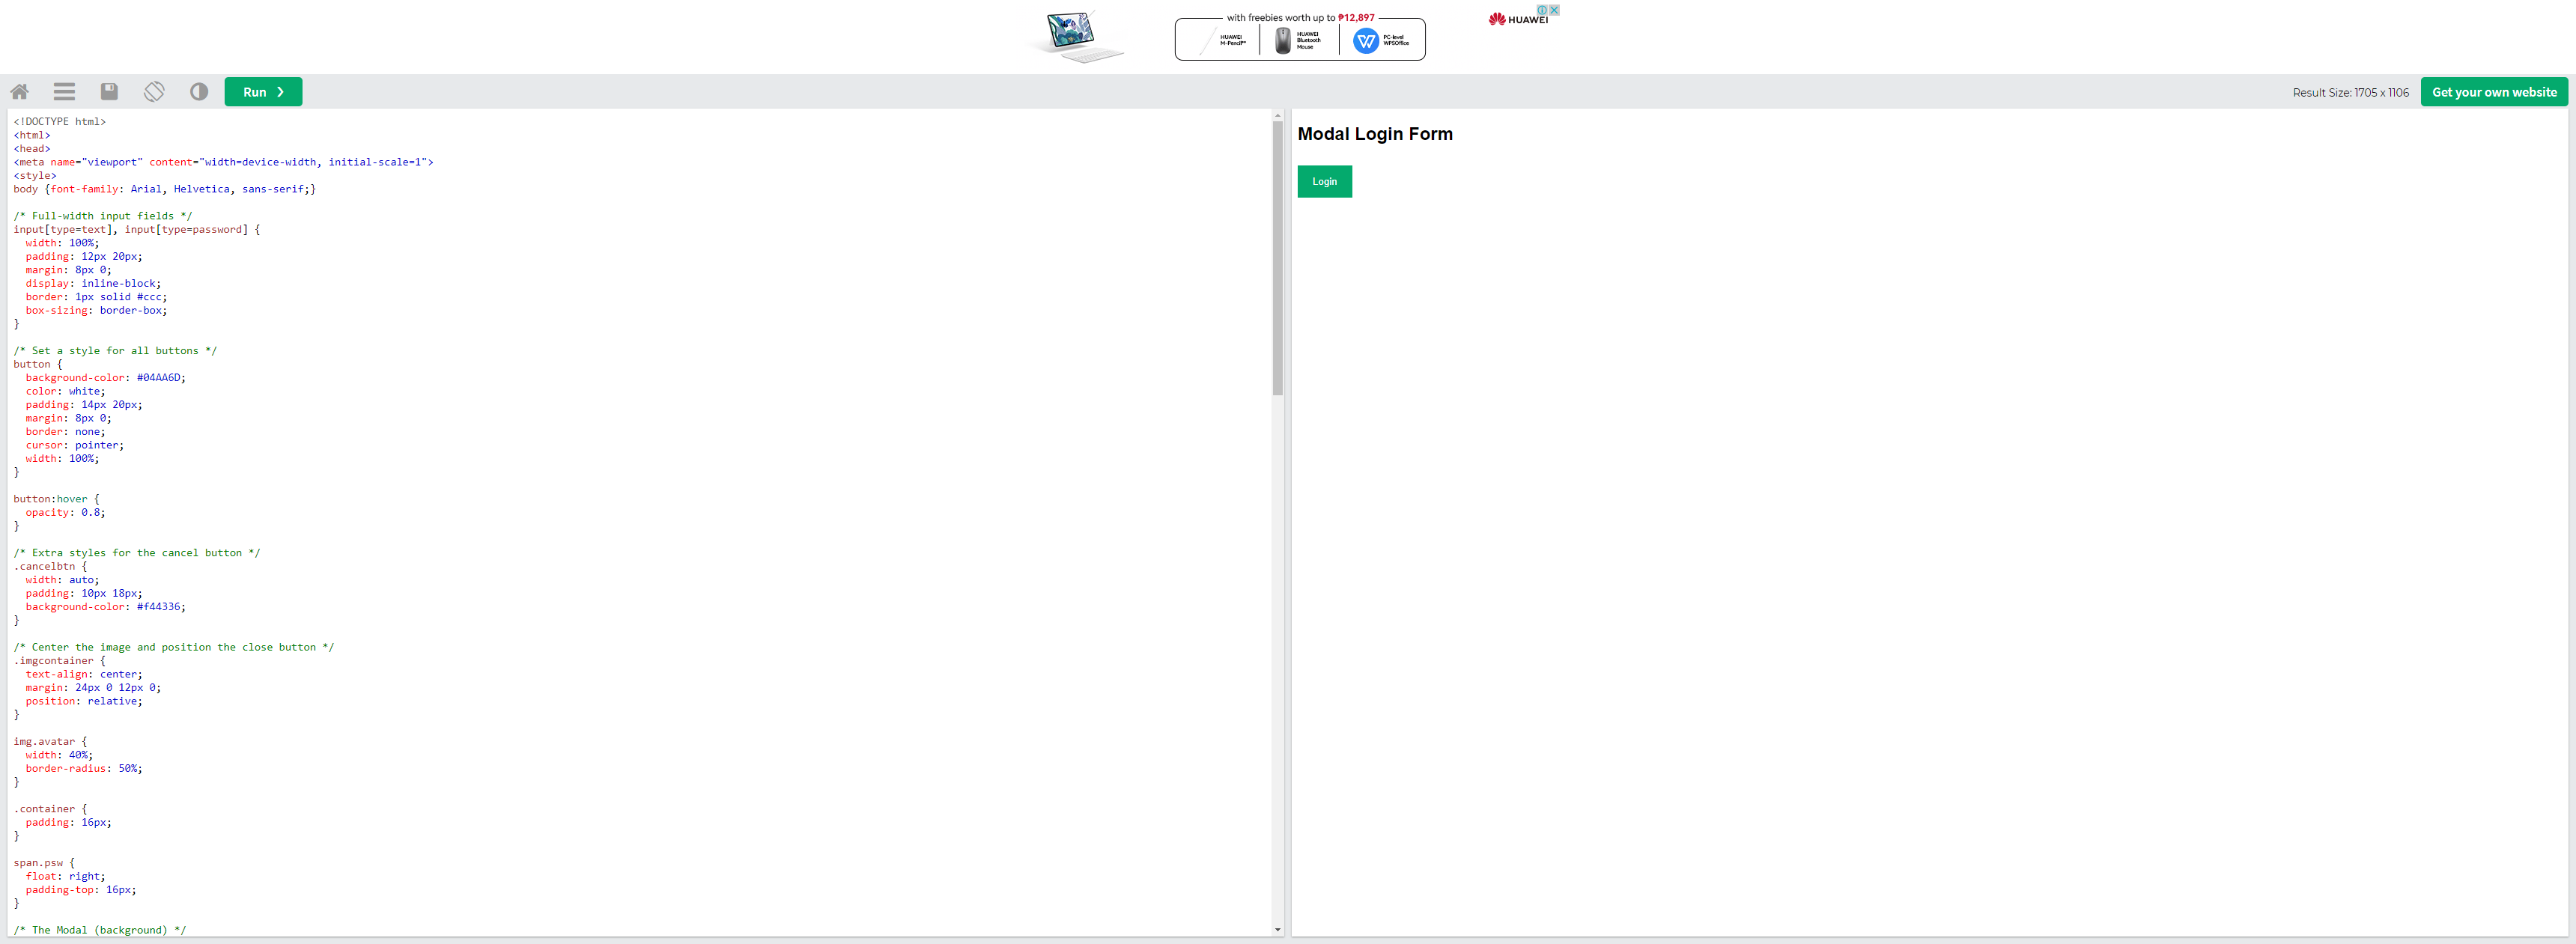 with freebies worth up to ₱12,897
HUAWEI
M-Pencil**
HUAWEI
Bluetooth
Mouse
PC-level
WPSOffice
HUAWEI
Run ❯
Result Size: 1705 x 1106
Get your own website
<!DOCTYPE html>
<html>
<head>
<meta name="viewport" content="width=device-width, initial-scale=1">
<style>
body {font-family: Arial, Helvetica, sans-serif;}
/* Full-width input fields */
input[type=text], input[type=password] {
width: 100%;
padding: 12px 20px;
margin: 8px 0;
display: inline-block;
border: 1px solid #ccc;
box-sizing: border-box;
}
/* Set a style for all buttons */
button {
background-color: #04AA6D;
color: white;
padding: 14px 20px;
margin: 8px 0;
border: none;
cursor: pointer;
width: 100%;
}
button:hover {
opacity: 0.8;
}
/* Extra styles for the cancel button */
.cancelbtn {
width: auto;
padding: 10px 18px;
background-color: #f44336;
}
/* Center the image and position the close button */
.imgcontainer {
text-align: center;
margin: 24px 0 12px 0;
position: relative;
}
img.avatar {
width: 40%;
border-radius: 50%;
}
.container {
padding: 16px;
}
span.psw {
float: right;
padding-top: 16px;
}
/* The Modal (background) */
Modal Login Form
Login